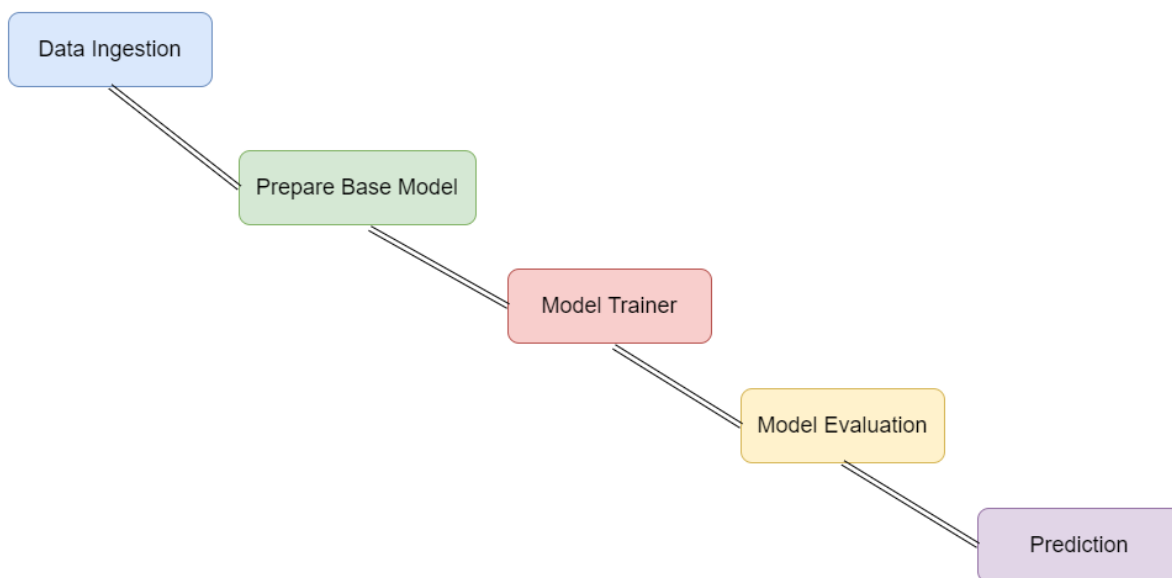 Data Ingestion
Prepare Base Model
Model Trainer
Model Evaluation
Prediction